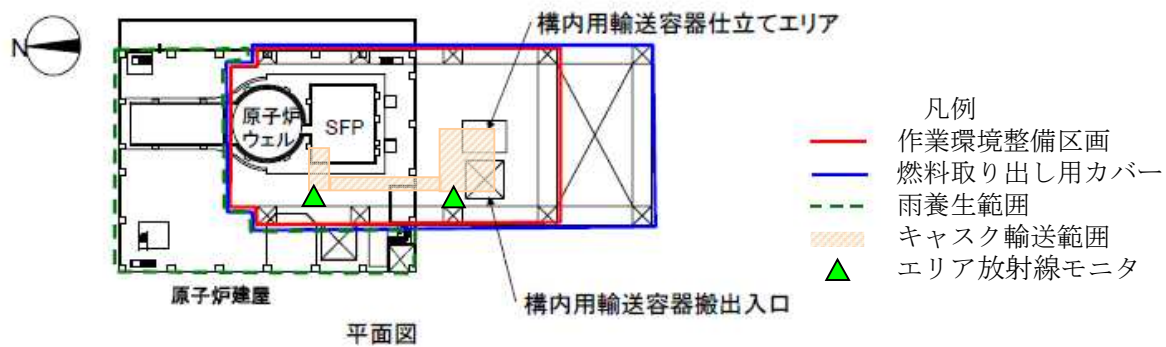 構内用輸送容器仕立てエリア
N
原子炉
ウェル
SFP
凡例
作業環境整備区画
燃料取り出し用カバー
雨養生範囲
キャスク輸送範囲
エリア放射線モニタ
原子炉建屋
構内用輸送容器搬出入口
平面図